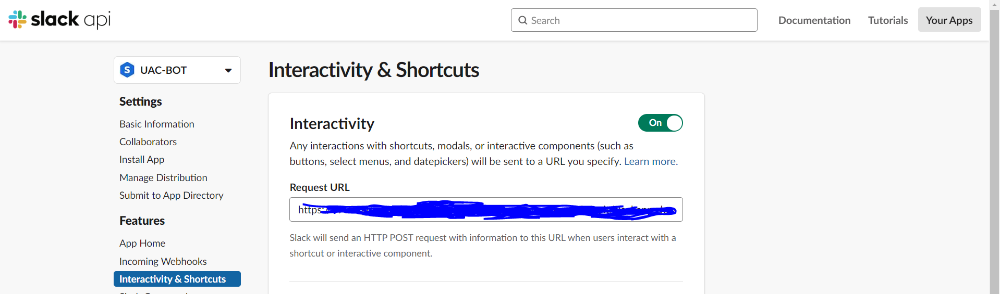 slack api
Search
Documentation
Tutorials
Your Apps
S
UAC-BOT
Settings
Basic Information
Collaborators
Install App
Manage Distribution
Submit to App Directory
Features
App Home
Incoming Webhooks
Interactivity & Shortcuts
Interactivity & Shortcuts
Interactivity
On
Any interactions with shortcuts, modals, or interactive components (such as
buttons, select menus, and datepickers) will be sent to a URL you specify. Learn more.
Request URL
https:
Slack will send an HTTP POST request with information to this URL when users interact with a
shortcut or interactive component.